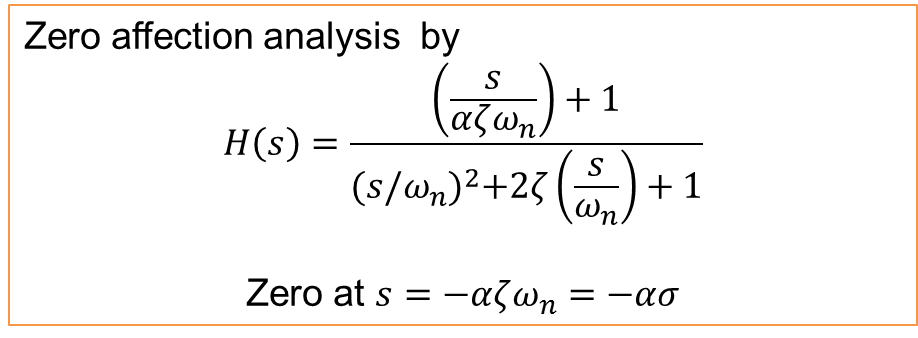 Zero affection analysis by
H(s) = ((s/αζω_n) + 1) / ((s/ω_n)²+2ζ(s/ω_n) + 1)
Zero at s = −αζω_n = −ασ